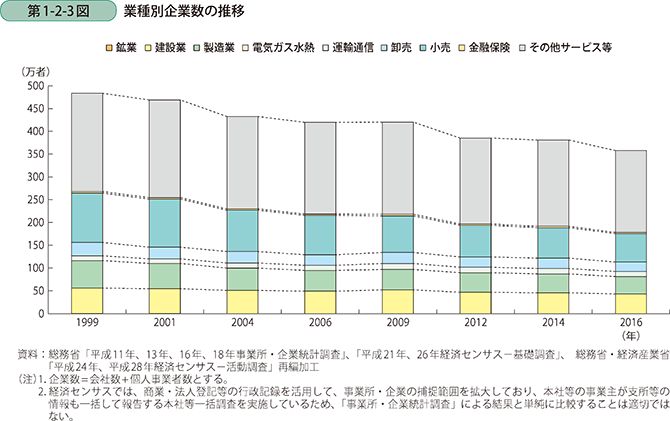 第1-2-3図 業種別企業数の推移
鉱業 建設業 製造業 電気ガス水熱 運輸通信 卸売 小売 金融保険 その他サービス等
(万者)
500
450
400
350
300
250
200
150
100
50
0
1999 2001 2004 2006 2009 2012 2014 2016
(年)
資料:総務省「平成11年、13年、16年、18年事業所・企業統計調査」、「平成21年、26年経済センサス−基礎調査」、 総務省・経済産業省
「平成24年、平成28年経済センサス−活動調査」再編加工
(注)1. 企業数=会社数+個人事業者数とする。
2. 経済センサスでは、商業・法人登記等の行政記録を活用して、事業所・企業の捕捉範囲を拡大しており、本社等の事業主が支所等の
情報も一括して報告する本社等一括調査を実施しているため、「事業所・企業統計調査」による結果と単純に比較することは適切では
ない。